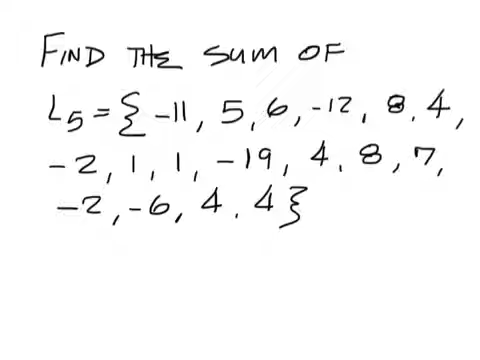 FIND THE SUM OF
L5 = { -11, 5, 6, -12, 8, 4,
-2, 1, 1, -19, 4, 8, 7,
-2, -6, 4, 4}